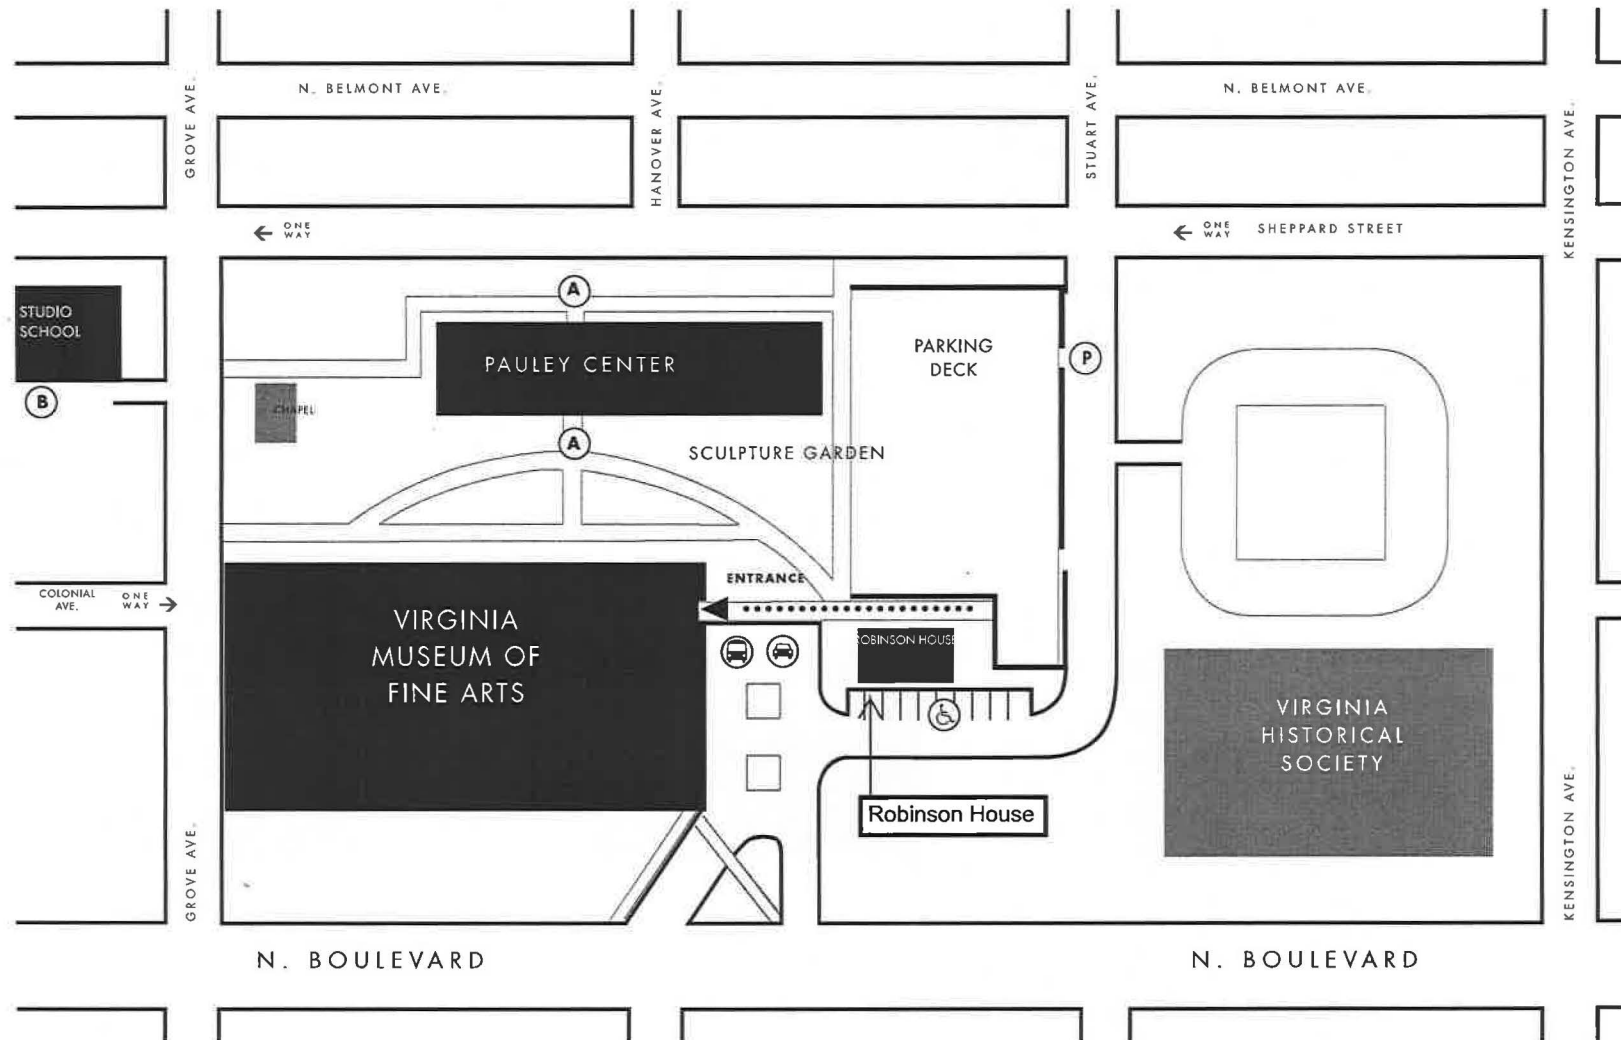 N. BELMONT AVE.
N. BELMONT AVE.
GROVE AVE.
HANOVER AVE.
STUART AVE.
KENSINGTON AVE.
← ONE
WAY
← ONE
WAY
SHEPPARD STREET
STUDIO
SCHOOL
A
PAULEY CENTER
PARKING
DECK
P
B
CHAPEL
A
SCULPTURE GARDEN
ENTRANCE
COLONIAL
AVE.
ONE
WAY →
VIRGINIA
MUSEUM OF
FINE ARTS
ROBINSON HOUSE
VIRGINIA
HISTORICAL
SOCIETY
Robinson House
GROVE AVE.
KENSINGTON AVE.
N. BOULEVARD
N. BOULEVARD